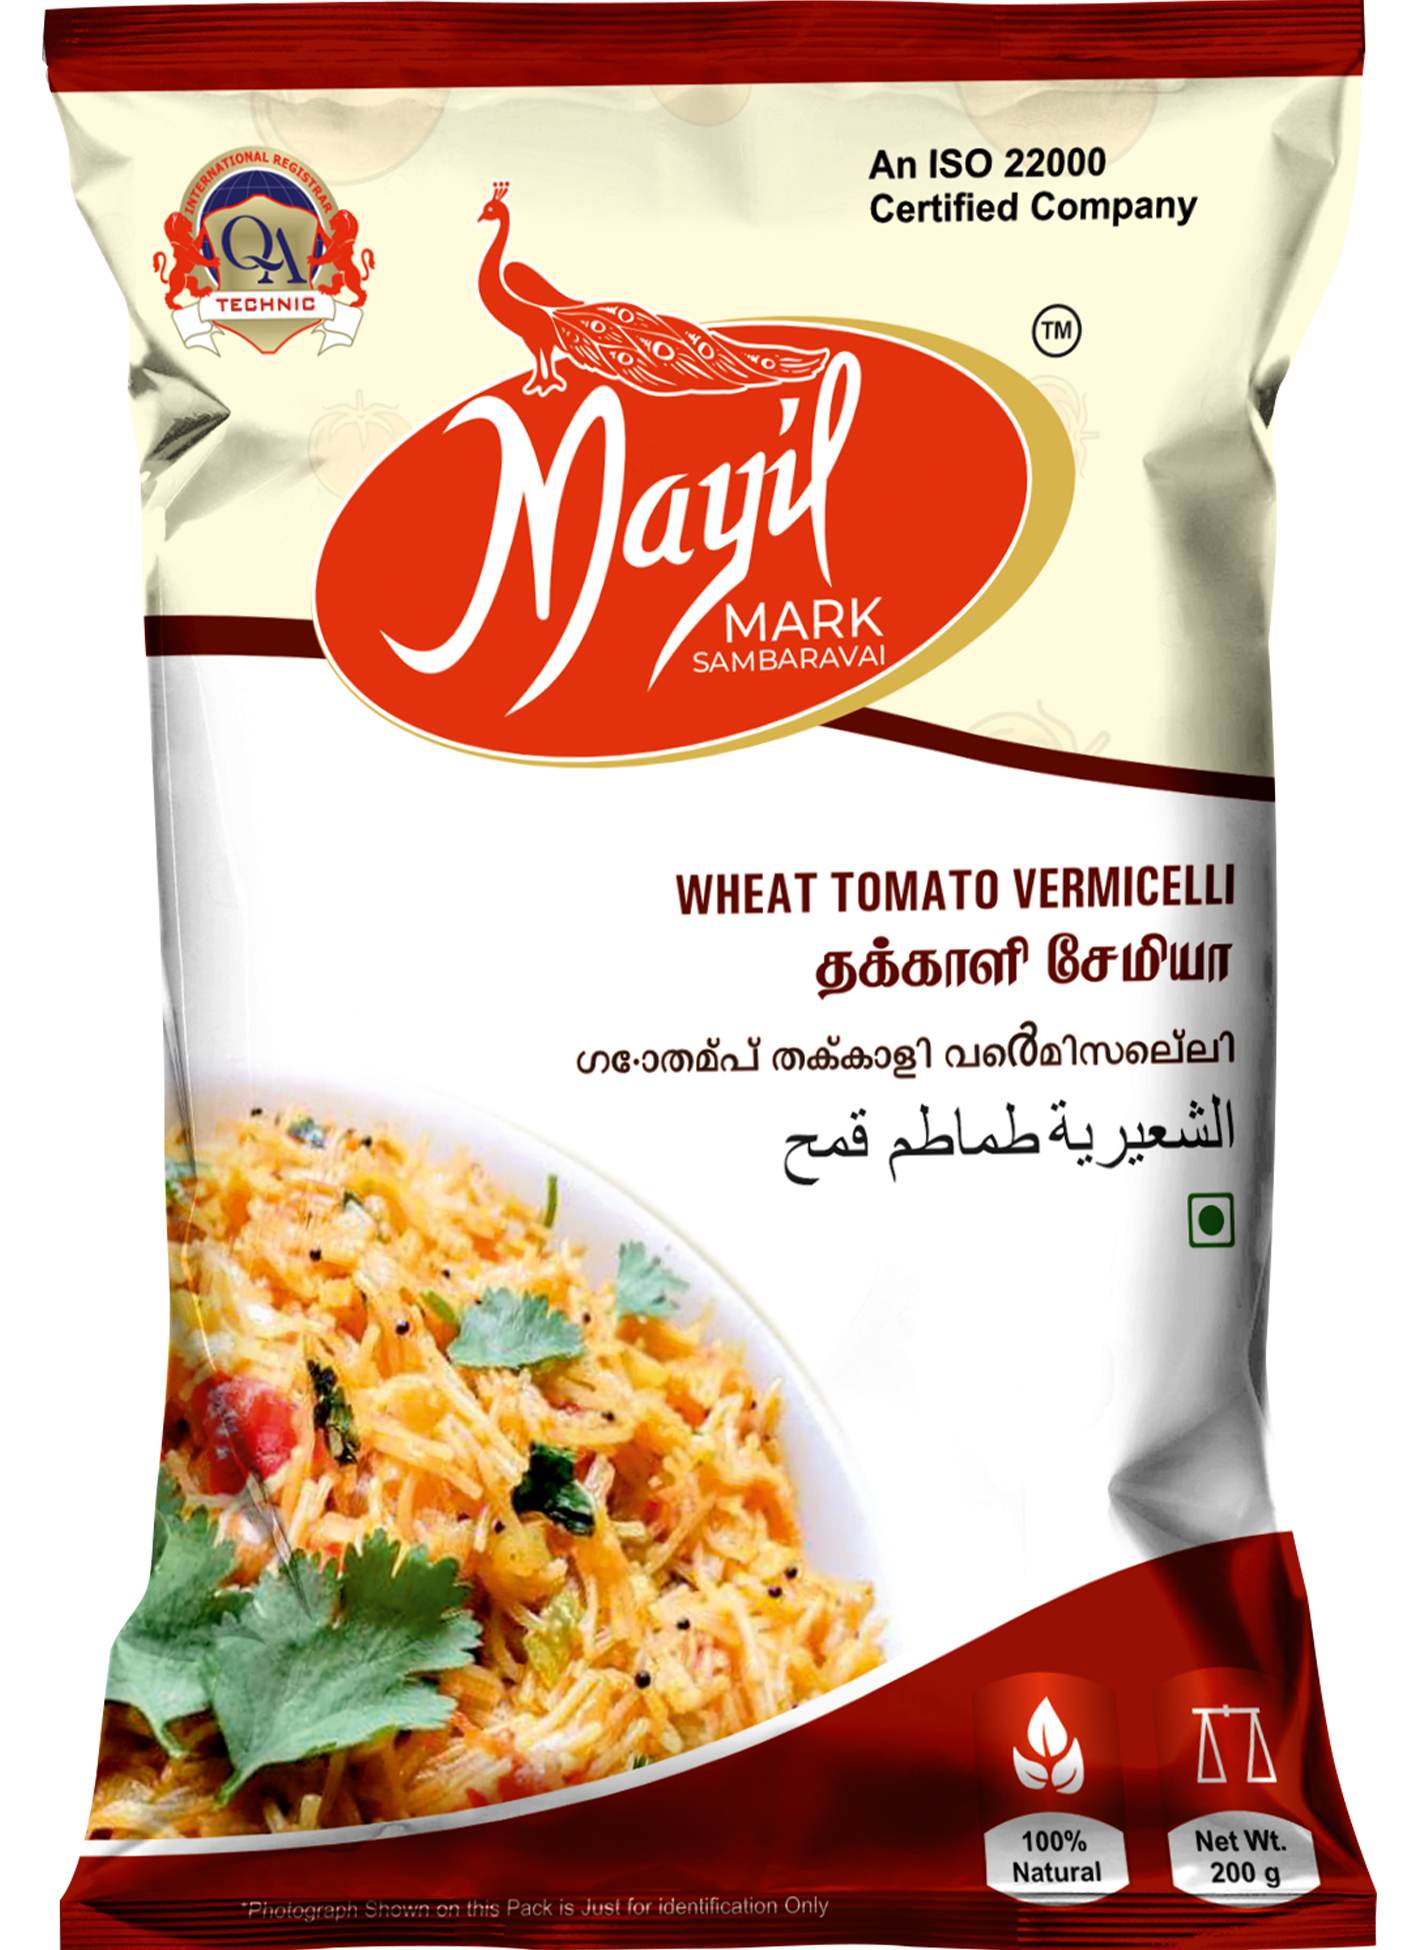 INTERNATIONAL REGISTRAR
QA
TECHNIC
An ISO 22000
Certified Company
TM
Mayil
MARK
SAMBARAVAI
WHEAT TOMATO VERMICELLI
தக்காளி சேமியா
ഗോതമ്പ് തക്കാളി വെർമിസെല്ലി
الشعيرية طماطم قمح
100%
Natural
Net Wt.
200 g
*Photograph Shown on this Pack is Just for identification Only